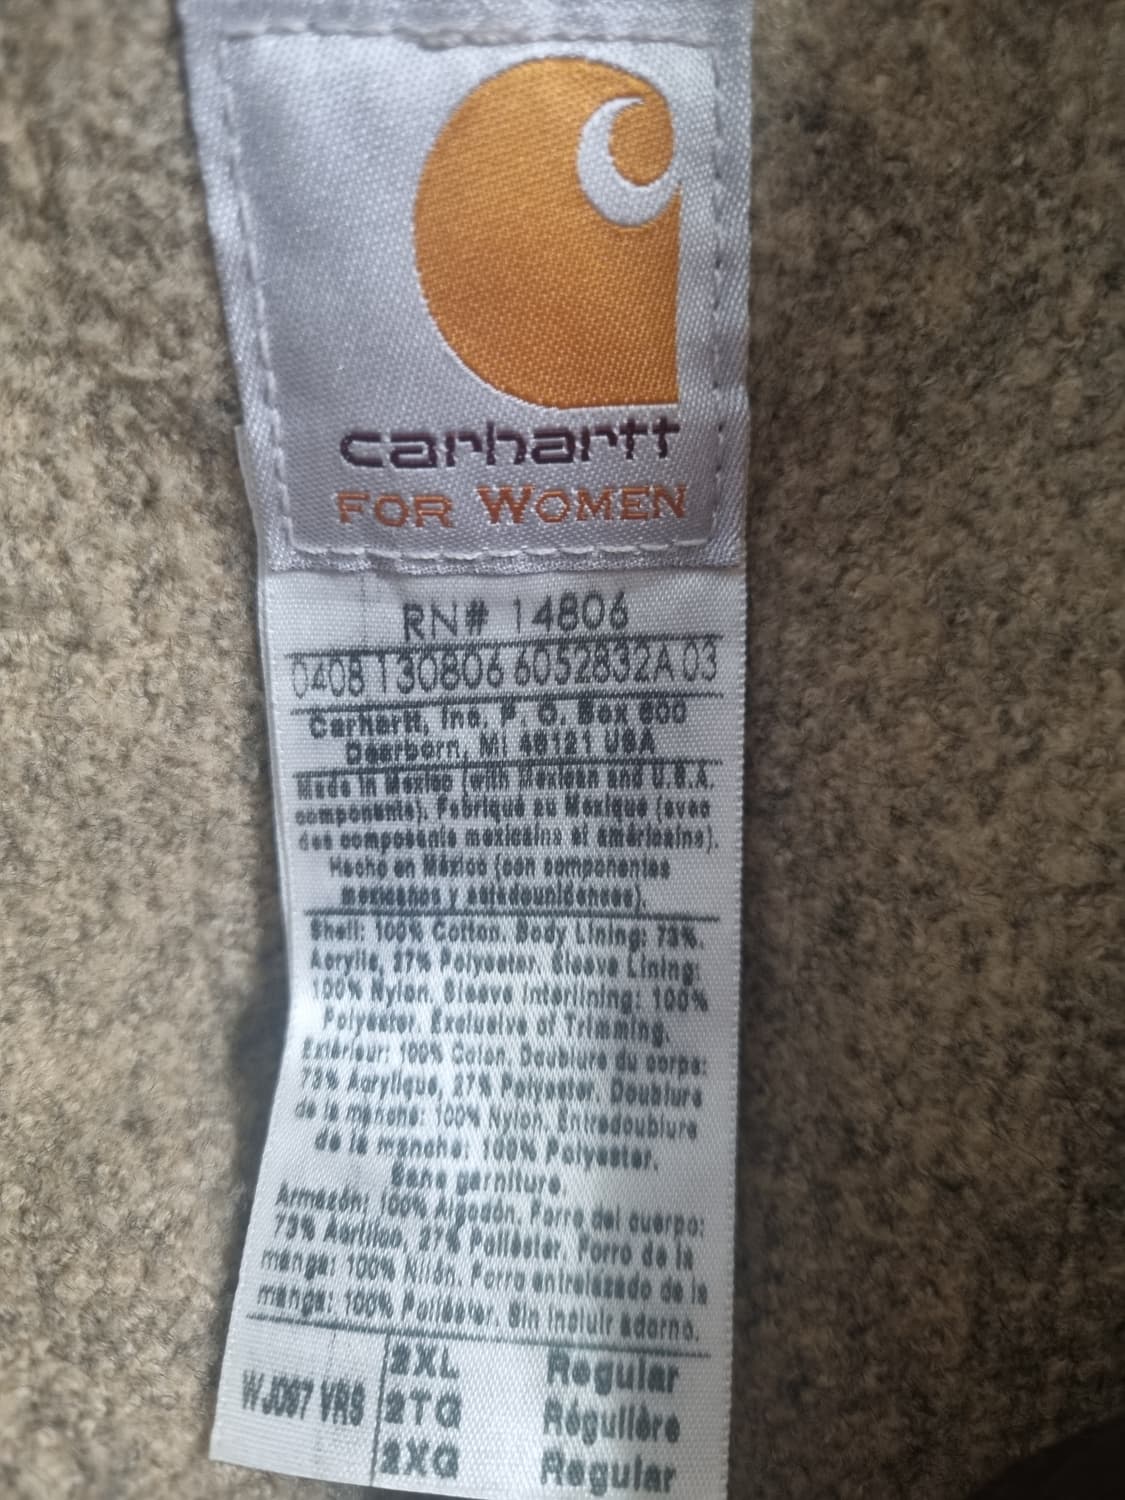 carhartt
FOR WOMEN
RN# 14806
0408 130806 6052832A 03
Carhartt, Inc. P. O. Box 600
Dearborn, MI 48121 USA
Made in Mexico (with Mexican and U.S.A.
components). Fabriqué au Mexique (avec
des composants mexicains et américains).
Hecho en México (con componentes
mexicanos y estadounidenses).
Shell: 100% Cotton. Body Lining: 73%
Acrylic, 27% Polyester. Sleeve Lining:
100% Nylon. Sleeve Interlining: 100%
Polyester. Exclusive of Trimming.
Extérieur: 100% Coton. Doublure du corps:
73% Acrylique, 27% Polyester. Doublure
de la manche: 100% Nylon. Entredoublure
de la manche: 100% Polyester.
Sans garniture.
Armazón: 100% Algodón. Forro del cuerpo:
73% Acrílico, 27% Poliéster. Forro de la
manga: 100% Nilón. Forro entrelazado de la
manga: 100% Poliéster. Sin incluir adorno.
WJ097 VRS
2XL Regular
2TG Régulière
2XG Regular